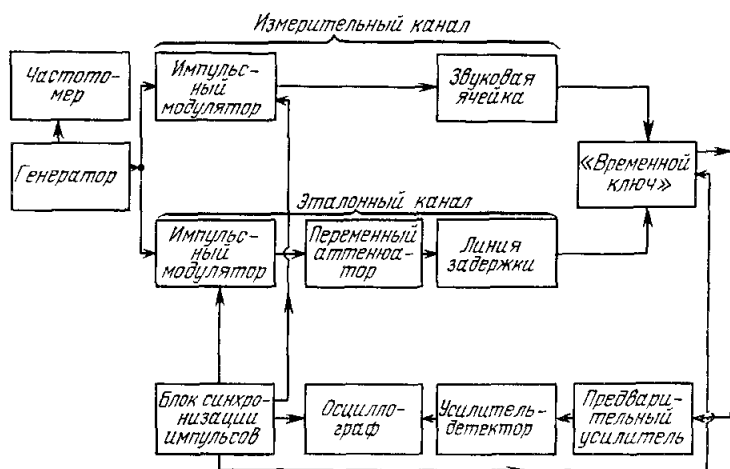 Измерительный канал
Частото-
мер
Импульс-
ный
модулятор
Звуковая
ячейка
Генератор
«Временной
ключ»
Эталонный канал
Импульс-
ный
модулятор
Переменный
аттенюа-
тор
Линия
задержки
Блок синхро-
низации
импульсов
Осцилло-
граф
Усилитель-
детектор
Предвари-
тельный
усилитель